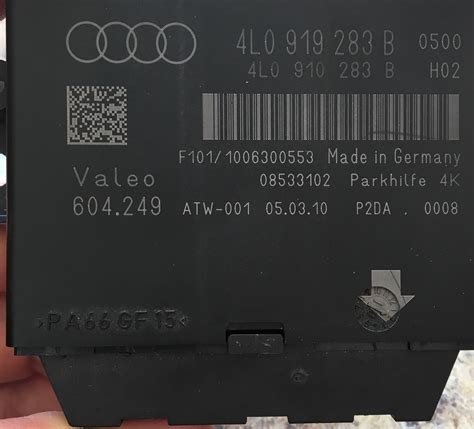 4L0 919 283 B 0500
4L0 910 283 B H02
F101/1006300553 Made in Germany
Valeo 08533102 Parkhilfe 4K
604.249 ATW-001 05.03.10 P2DA . 0008
>PA66 GF15<